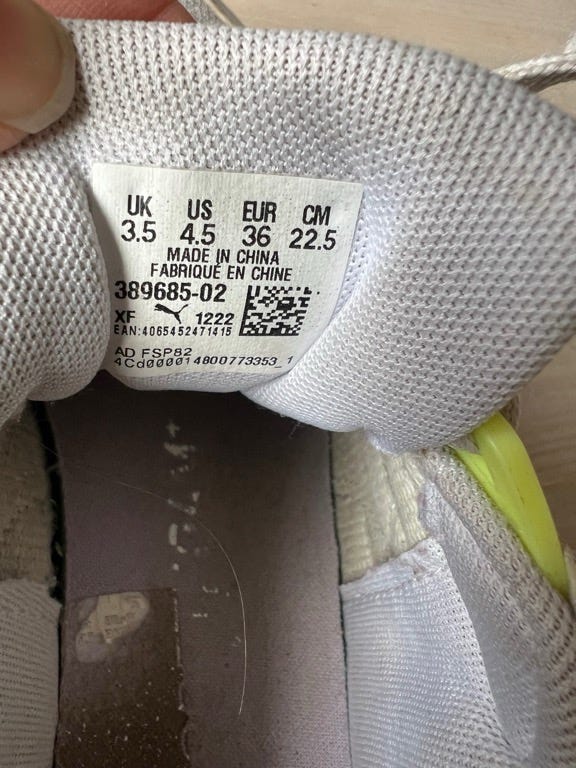 UK US EUR CM
3.5 4.5 36 22.5
MADE IN CHINA
FABRIQUÉ EN CHINE
389685-02
XF 1222
EAN:4065452471415
AD FSP82
4Cd000014800773353_1